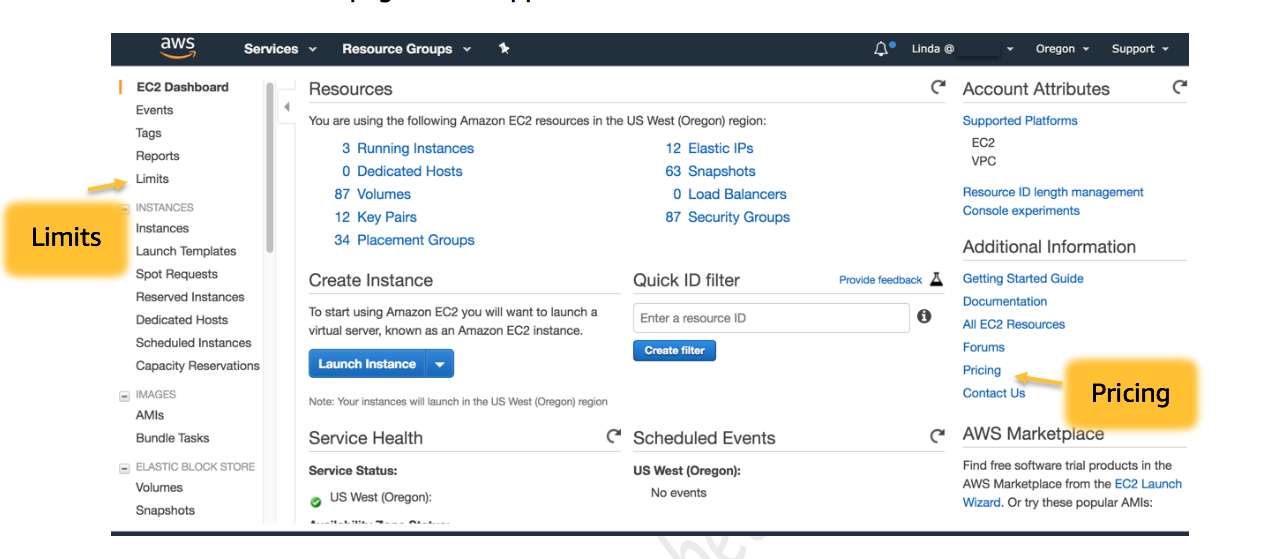 aws Services Resource Groups Linda @ Oregon Support
EC2 Dashboard
Events
Tags
Reports
Limits
INSTANCES
Instances
Launch Templates
Spot Requests
Reserved Instances
Dedicated Hosts
Scheduled Instances
Capacity Reservations
IMAGES
AMIs
Bundle Tasks
ELASTIC BLOCK STORE
Volumes
Snapshots
Limits
Resources
You are using the following Amazon EC2 resources in the US West (Oregon) region:
3 Running Instances
0 Dedicated Hosts
87 Volumes
12 Key Pairs
34 Placement Groups
12 Elastic IPs
63 Snapshots
0 Load Balancers
87 Security Groups
Create Instance
To start using Amazon EC2 you will want to launch a
virtual server, known as an Amazon EC2 instance.
Launch Instance
Note: Your instances will launch in the US West (Oregon) region
Quick ID filter
Provide feedback
Enter a resource ID
Create filter
Service Health
Service Status:
US West (Oregon):
Scheduled Events
US West (Oregon):
No events
Account Attributes
Supported Platforms
EC2
VPC
Resource ID length management
Console experiments
Additional Information
Getting Started Guide
Documentation
All EC2 Resources
Forums
Pricing
Contact Us
Pricing
AWS Marketplace
Find free software trial products in the
AWS Marketplace from the EC2 Launch
Wizard. Or try these popular AMIs: